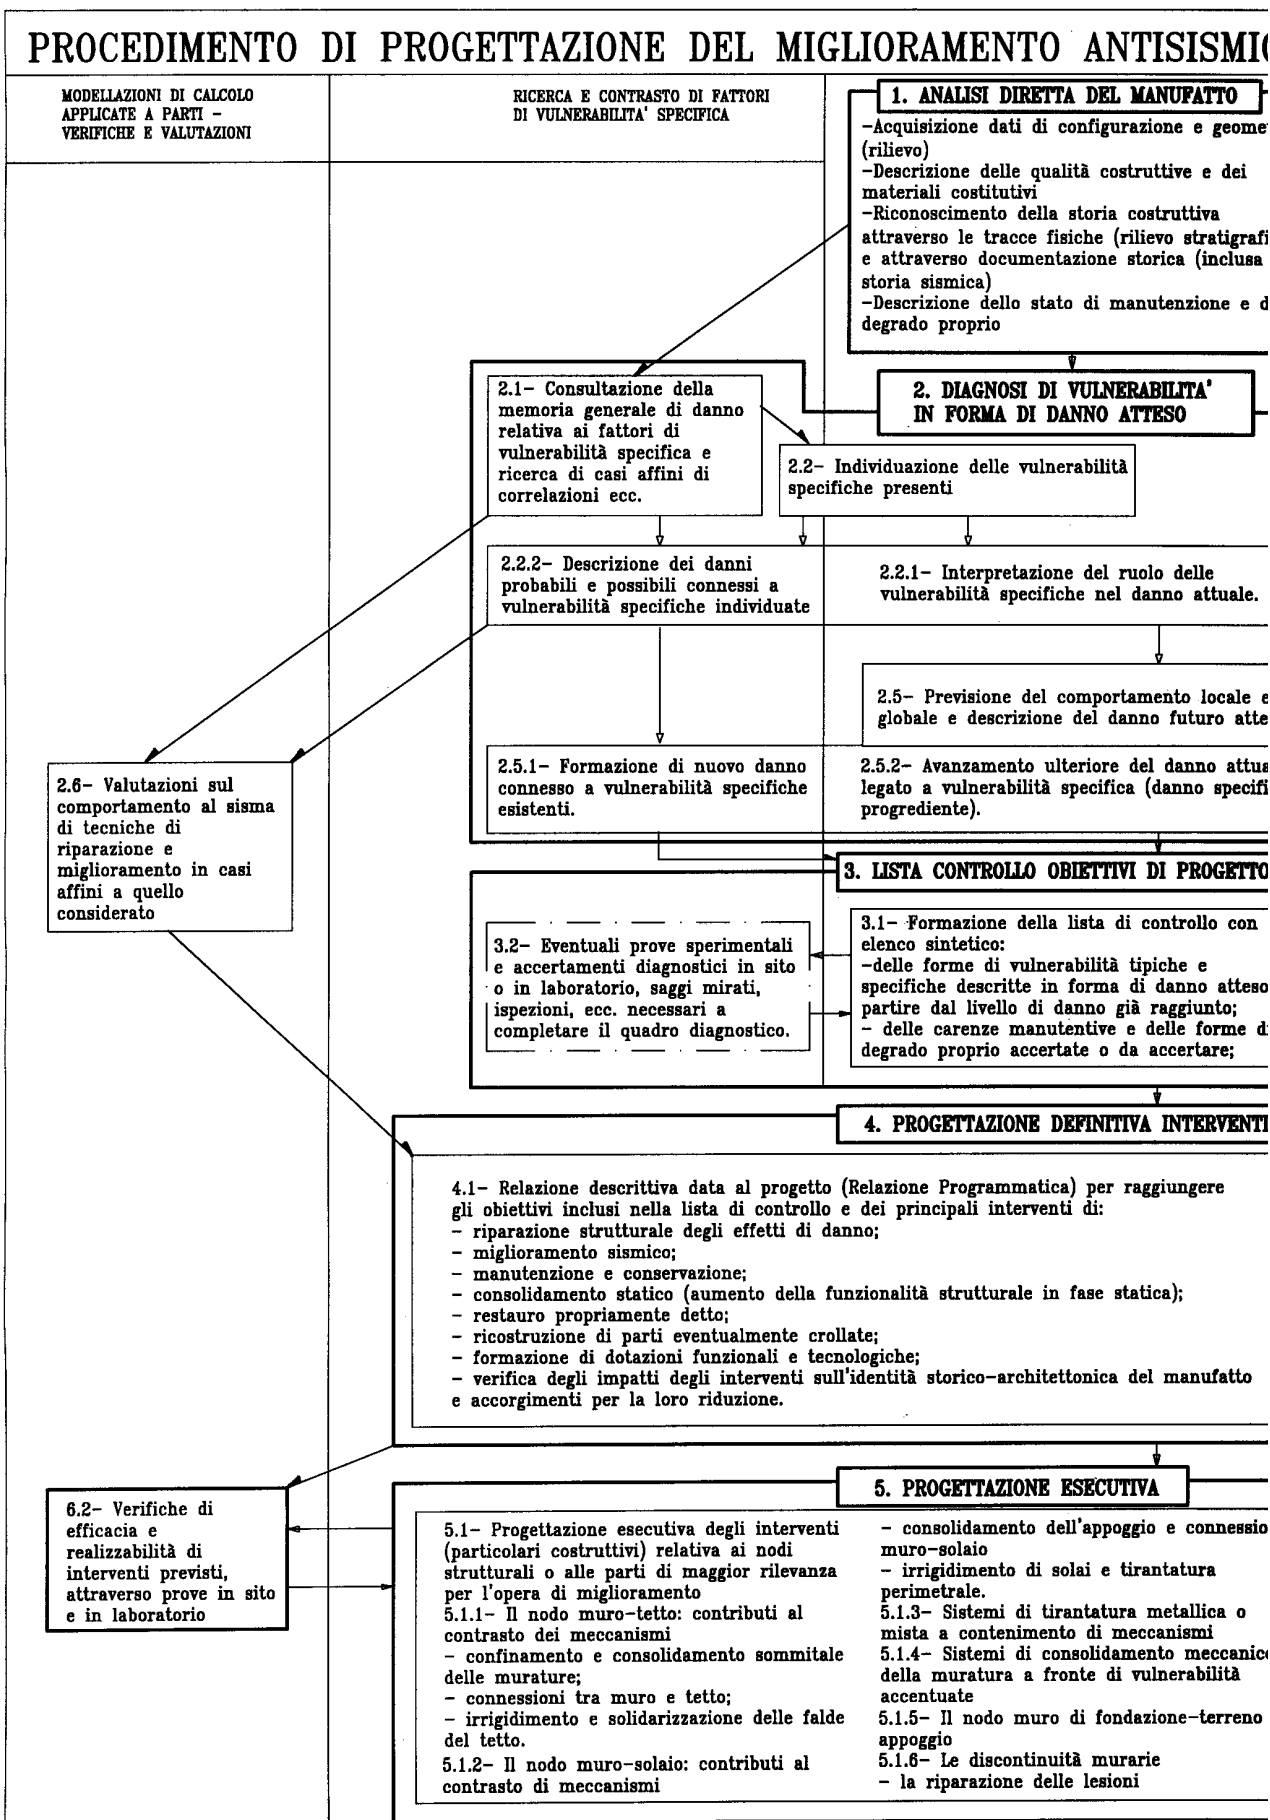 PROCEDIMENTO DI PROGETTAZIONE DEL MIGLIORAMENTO ANTISISMIC
MODELLAZIONI DI CALCOLO
APPLICATE A PARTI –
VERIFICHE E VALUTAZIONI
RICERCA E CONTRASTO DI FATTORI
DI VULNERABILITA' SPECIFICA
1. ANALISI DIRETTA DEL MANUFATTO
–Acquisizione dati di configurazione e geome
(rilievo)
–Descrizione delle qualità costruttive e dei
materiali costitutivi
–Riconoscimento della storia costruttiva
attraverso le tracce fisiche (rilievo stratigrafi
e attraverso documentazione storica (inclusa
storia sismica)
–Descrizione dello stato di manutenzione e d
degrado proprio
2. DIAGNOSI DI VULNERABILITA'
IN FORMA DI DANNO ATTESO
2.1– Consultazione della
memoria generale di danno
relativa ai fattori di
vulnerabilità specifica e
ricerca di casi affini di
correlazioni ecc.
2.2– Individuazione delle vulnerabilità
specifiche presenti
2.2.2– Descrizione dei danni
probabili e possibili connessi a
vulnerabilità specifiche individuate
2.2.1– Interpretazione del ruolo delle
vulnerabilità specifiche nel danno attuale.
2.5– Previsione del comportamento locale e
globale e descrizione del danno futuro atte
2.5.1– Formazione di nuovo danno
connesso a vulnerabilità specifiche
esistenti.
2.5.2– Avanzamento ulteriore del danno attua
legato a vulnerabilità specifica (danno specifi
progrediente).
2.6– Valutazioni sul
comportamento al sisma
di tecniche di
riparazione e
miglioramento in casi
affini a quello
considerato
3. LISTA CONTROLLO OBIETTIVI DI PROGETTO
3.2– Eventuali prove sperimentali
e accertamenti diagnostici in sito
o in laboratorio, saggi mirati,
ispezioni, ecc. necessari a
completare il quadro diagnostico.
3.1– Formazione della lista di controllo con
elenco sintetico:
–delle forme di vulnerabilità tipiche e
specifiche descritte in forma di danno atteso
partire dal livello di danno già raggiunto;
– delle carenze manutentive e delle forme di
degrado proprio accertate o da accertare;
4. PROGETTAZIONE DEFINITIVA INTERVENTI
4.1– Relazione descrittiva data al progetto (Relazione Programmatica) per raggiungere
gli obiettivi inclusi nella lista di controllo e dei principali interventi di:
– riparazione strutturale degli effetti di danno;
– miglioramento sismico;
– manutenzione e conservazione;
– consolidamento statico (aumento della funzionalità strutturale in fase statica);
– restauro propriamente detto;
– ricostruzione di parti eventualmente crollate;
– formazione di dotazioni funzionali e tecnologiche;
– verifica degli impatti degli interventi sull'identità storico–architettonica del manufatto
e accorgimenti per la loro riduzione.
5. PROGETTAZIONE ESECUTIVA
6.2– Verifiche di
efficacia e
realizzabilità di
interventi previsti,
attraverso prove in sito
e in laboratorio
5.1– Progettazione esecutiva degli interventi
(particolari costruttivi) relativa ai nodi
strutturali o alle parti di maggior rilevanza
per l'opera di miglioramento
5.1.1– Il nodo muro–tetto: contributi al
contrasto dei meccanismi
– confinamento e consolidamento sommitale
delle murature;
– connessioni tra muro e tetto;
– irrigidimento e solidarizzazione delle falde
del tetto.
5.1.2– Il nodo muro–solaio: contributi al
contrasto di meccanismi
– consolidamento dell'appoggio e connessio
muro–solaio
– irrigidimento di solai e tirantatura
perimetrale.
5.1.3– Sistemi di tirantatura metallica o
mista a contenimento di meccanismi
5.1.4– Sistemi di consolidamento meccanico
della muratura a fronte di vulnerabilità
accentuate
5.1.5– Il nodo muro di fondazione–terreno
appoggio
5.1.6– Le discontinuità murarie
– la riparazione delle lesioni